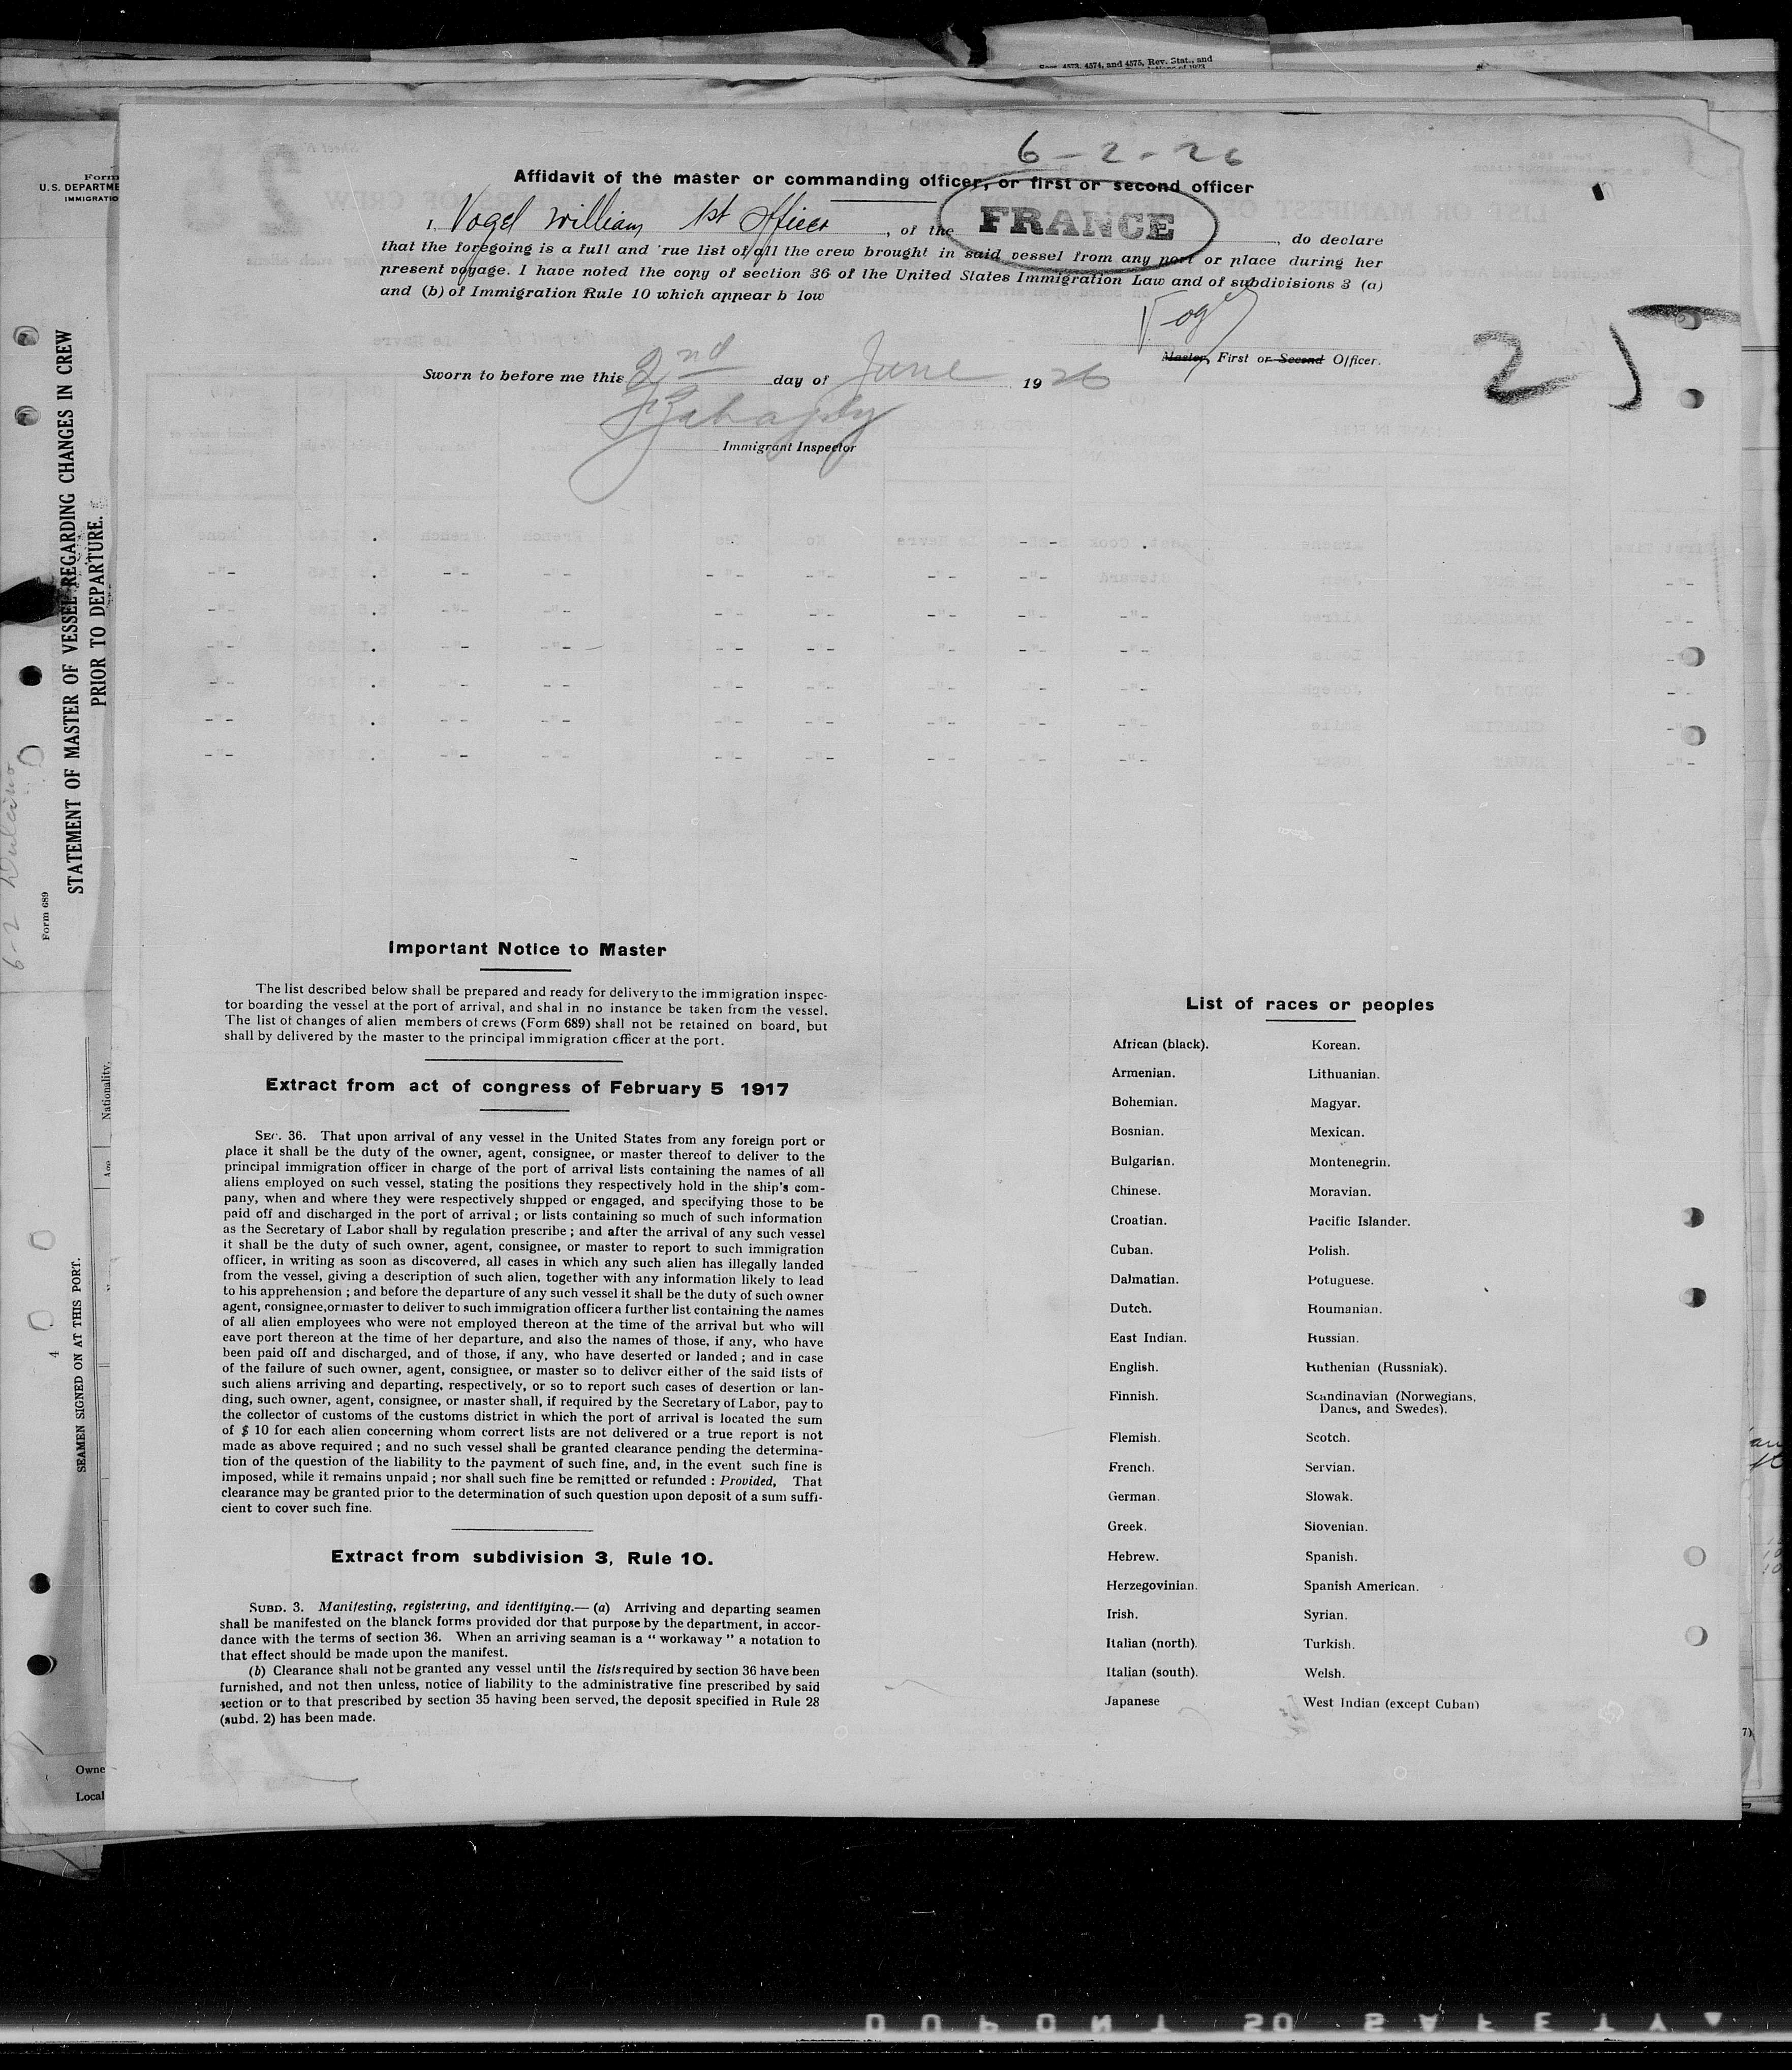 Secs. 4573, 4574, and 4575, Rev. Stat., and
6-2-26
Affidavit of the master or commanding officer, or first or second officer
I, Vogel William 1st Officer, of the FRANCE, do declare
that the foregoing is a full and rue list of all the crew brought in said vessel from any port or place during her
present voyage. I have noted the copy of section 36 of the United States Immigration Law and of subdivisions 3 (a)
and (b) of Immigration Rule 10 which appear b low
Vogel
Master, First or Second Officer.
25
Sworn to before me this 2nd day of June 1926
Immigrant Inspector
Important Notice to Master
The list described below shall be prepared and ready for delivery to the immigration inspec-
tor boarding the vessel at the port of arrival, and shal in no instance be taken from the vessel.
The list of changes of alien members of crews (Form 689) shall not be retained on board, but
shall by delivered by the master to the principal immigration officer at the port.
Extract from act of congress of February 5 1917
SEC. 36. That upon arrival of any vessel in the United States from any foreign port or
place it shall be the duty of the owner, agent, consignee, or master thereof to deliver to the
principal immigration officer in charge of the port of arrival lists containing the names of all
aliens employed on such vessel, stating the positions they respectively hold in the ship's com-
pany, when and where they were respectively shipped or engaged, and specifying those to be
paid off and discharged in the port of arrival ; or lists containing so much of such information
as the Secretary of Labor shall by regulation prescribe ; and after the arrival of any such vessel
it shall be the duty of such owner, agent, consignee, or master to report to such immigration
officer, in writing as soon as discovered, all cases in which any such alien has illegally landed
from the vessel, giving a description of such alien, together with any information likely to lead
to his apprehension ; and before the departure of any such vessel it shall be the duty of such owner
agent, consignee, or master to deliver to such immigration officer a further list containing the names
of all alien employees who were not employed thereon at the time of the arrival but who will
eave port thereon at the time of her departure, and also the names of those, if any, who have
been paid off and discharged, and of those, if any, who have deserted or landed ; and in case
of the failure of such owner, agent, consignee, or master so to deliver either of the said lists of
such aliens arriving and departing, respectively, or so to report such cases of desertion or lan-
ding, such owner, agent, consignee, or master shall, if required by the Secretary of Labor, pay to
the collector of customs of the customs district in which the port of arrival is located the sum
of $ 10 for each alien concerning whom correct lists are not delivered or a true report is not
made as above required ; and no such vessel shall be granted clearance pending the determina-
tion of the question of the liability to the payment of such fine, and, in the event such fine is
imposed, while it remains unpaid ; nor shall such fine be remitted or refunded : Provided, That
clearance may be granted prior to the determination of such question upon deposit of a sum suffi-
cient to cover such fine.
Extract from subdivision 3, Rule 10.
SUBD. 3. Manifesting, registering, and identifying.— (a) Arriving and departing seamen
shall be manifested on the blanck forms provided dor that purpose by the department, in accor-
dance with the terms of section 36. When an arriving seaman is a “ workaway ” a notation to
that effect should be made upon the manifest.
(b) Clearance shall not be granted any vessel until the lists required by section 36 have been
furnished, and not then unless, notice of liability to the administrative fine prescribed by said
section or to that prescribed by section 35 having been served, the deposit specified in Rule 28
(subd. 2) has been made.
List of races or peoples
African (black).
Armenian.
Bohemian.
Bosnian.
Bulgarian.
Chinese.
Croatian.
Cuban.
Dalmatian.
Dutch.
East Indian.
English.
Finnish.
Flemish.
French.
German.
Greek.
Hebrew.
Herzegovinian.
Irish.
Italian (north).
Italian (south).
Japanese
Korean.
Lithuanian.
Magyar.
Mexican.
Montenegrin.
Moravian.
Pacific Islander.
Polish.
Potuguese.
Roumanian.
Russian.
Ruthenian (Russniak).
Scandinavian (Norwegians,
Danes, and Swedes).
Scotch.
Servian.
Slowak.
Slovenian.
Spanish.
Spanish American.
Syrian.
Turkish.
Welsh.
West Indian (except Cuban)
Form
U.S. DEPARTME
IMMIGRATIO
STATEMENT OF MASTER OF VESSEL REGARDING CHANGES IN CREW
PRIOR TO DEPARTURE.
Form 689
Nationality.
Age
SEAMEN SIGNED ON AT THIS PORT.
Owne
Local
DUPONT SAFETY